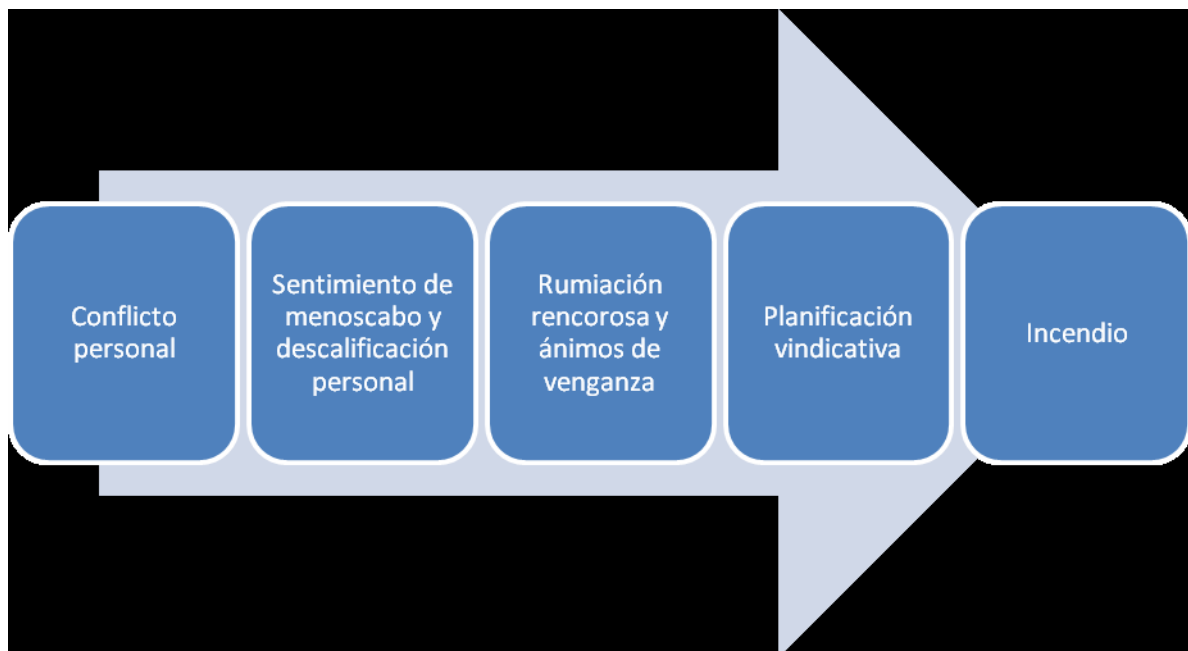 Conflicto
personal
Sentimiento de
menoscabo y
descalificación
personal
Rumiación
rencorosa y
ánimos de
venganza
Planificación
vindicativa
Incendio